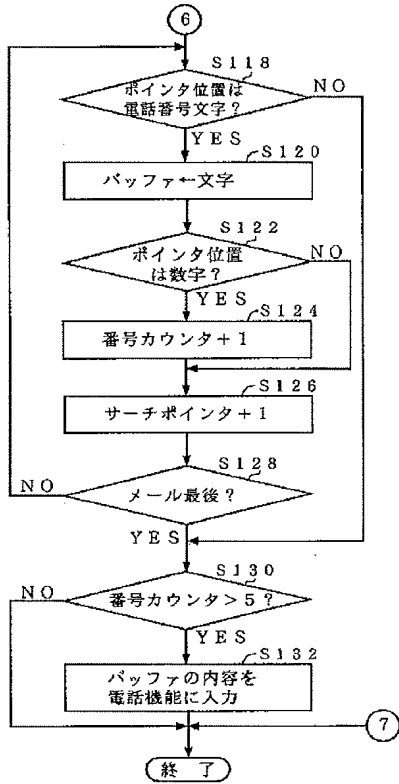 6
S118
ポインタ位置は
電話番号文字？
NO
YES
S120
バッファ←文字
S122
ポインタ位置
は数字？
NO
YES
S124
番号カウンタ＋1
S126
サーチポインタ＋1
S128
メール最後？
NO
YES
S130
番号カウンタ＞5？
NO
YES
S132
バッファの内容を
電話機能に入力
7
終了